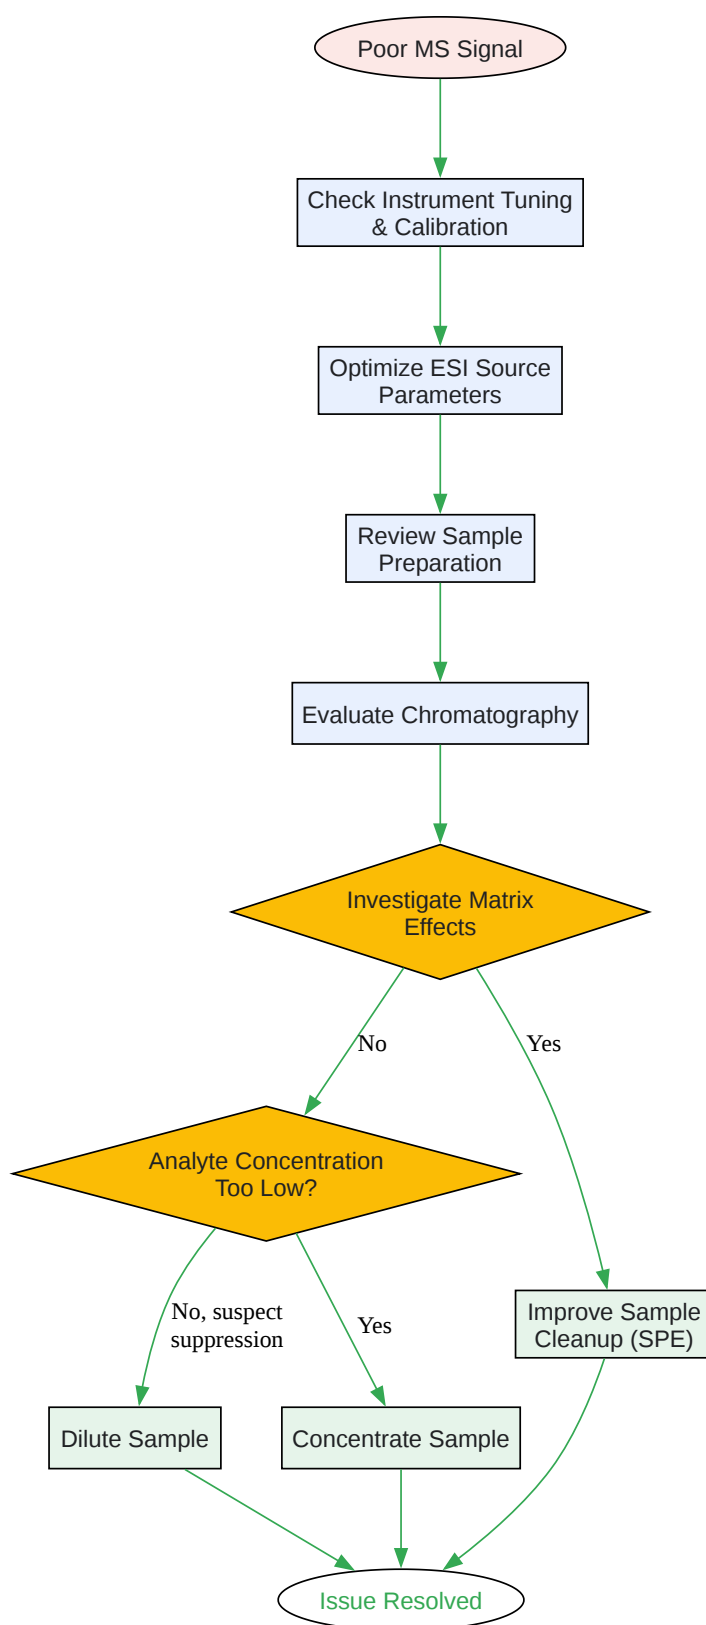 Poor MS Signal
Check Instrument Tuning
& Calibration
Optimize ESI Source
Parameters
Review Sample
Preparation
Evaluate Chromatography
Investigate Matrix
Effects
No
Yes
Analyte Concentration
Too Low?
No, suspect
suppression
Yes
Improve Sample
Cleanup (SPE)
Dilute Sample
Concentrate Sample
Issue Resolved